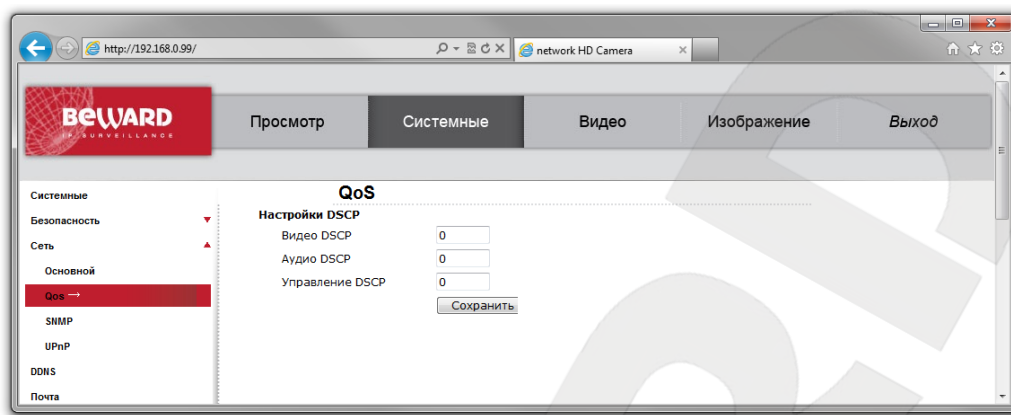 http://192.168.0.99/
network HD Camera
BEWARD
IP SURVEILLANCE
Просмотр
Системные
Видео
Изображение
Выход
Системные
Безопасность
Сеть
Основной
Qos →
SNMP
UPnP
DDNS
Почта
QoS
Настройки DSCP
Видео DSCP 0
Аудио DSCP 0
Управление DSCP 0
Сохранить